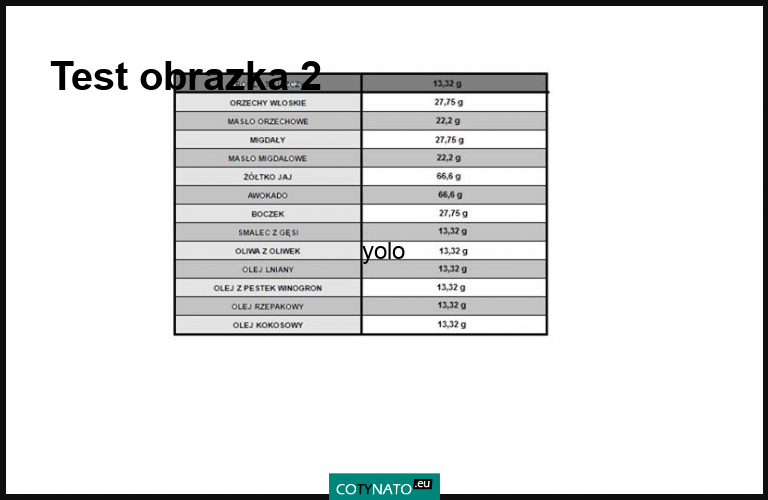 Test obrazka 2
13,32 g
ORZECHY WŁOSKIE 27,75 g
MASŁO ORZECHOWE 22,2 g
MIGDAŁY 27,75 g
MASŁO MIGDAŁOWE 22,2 g
ŻÓŁTKO JAJ 66,6 g
AWOKADO 66,6 g
BOCZEK 27,75 g
SMALEC Z GĘSI 13,32 g
OLIWA Z OLIWEK yolo 13,32 g
OLEJ LNIANY 13,32 g
OLEJ Z PESTEK WINOGRON 13,32 g
OLEJ RZEPAKOWY 13,32 g
OLEJ KOKOSOWY 13,32 g
COTYNATO.eu